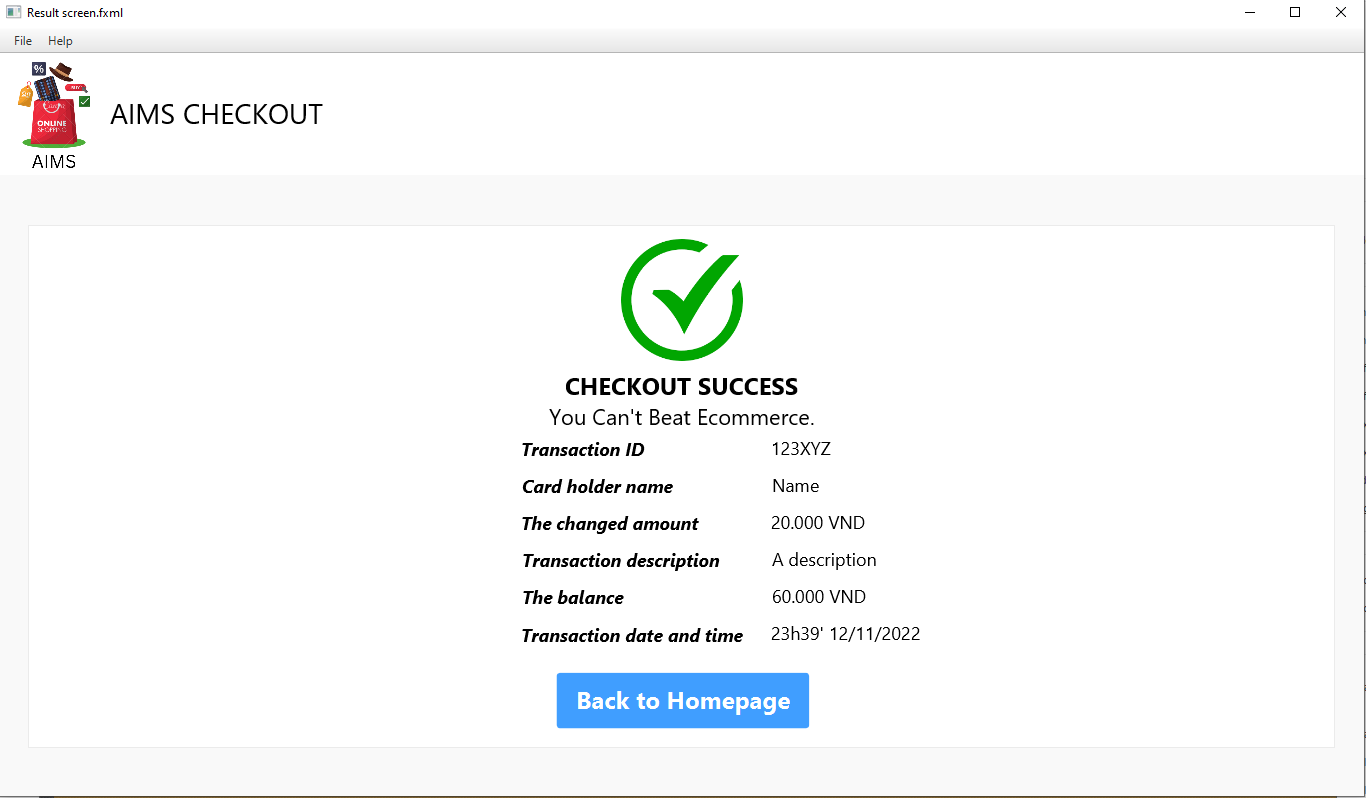 Result screen.fxml
File Help
%
BUY
ONLINE
SHOPPING
AIMS
AIMS CHECKOUT
CHECKOUT SUCCESS
You Can't Beat Ecommerce.
Transaction ID 123XYZ
Card holder name Name
The changed amount 20.000 VND
Transaction description A description
The balance 60.000 VND
Transaction date and time 23h39' 12/11/2022
Back to Homepage